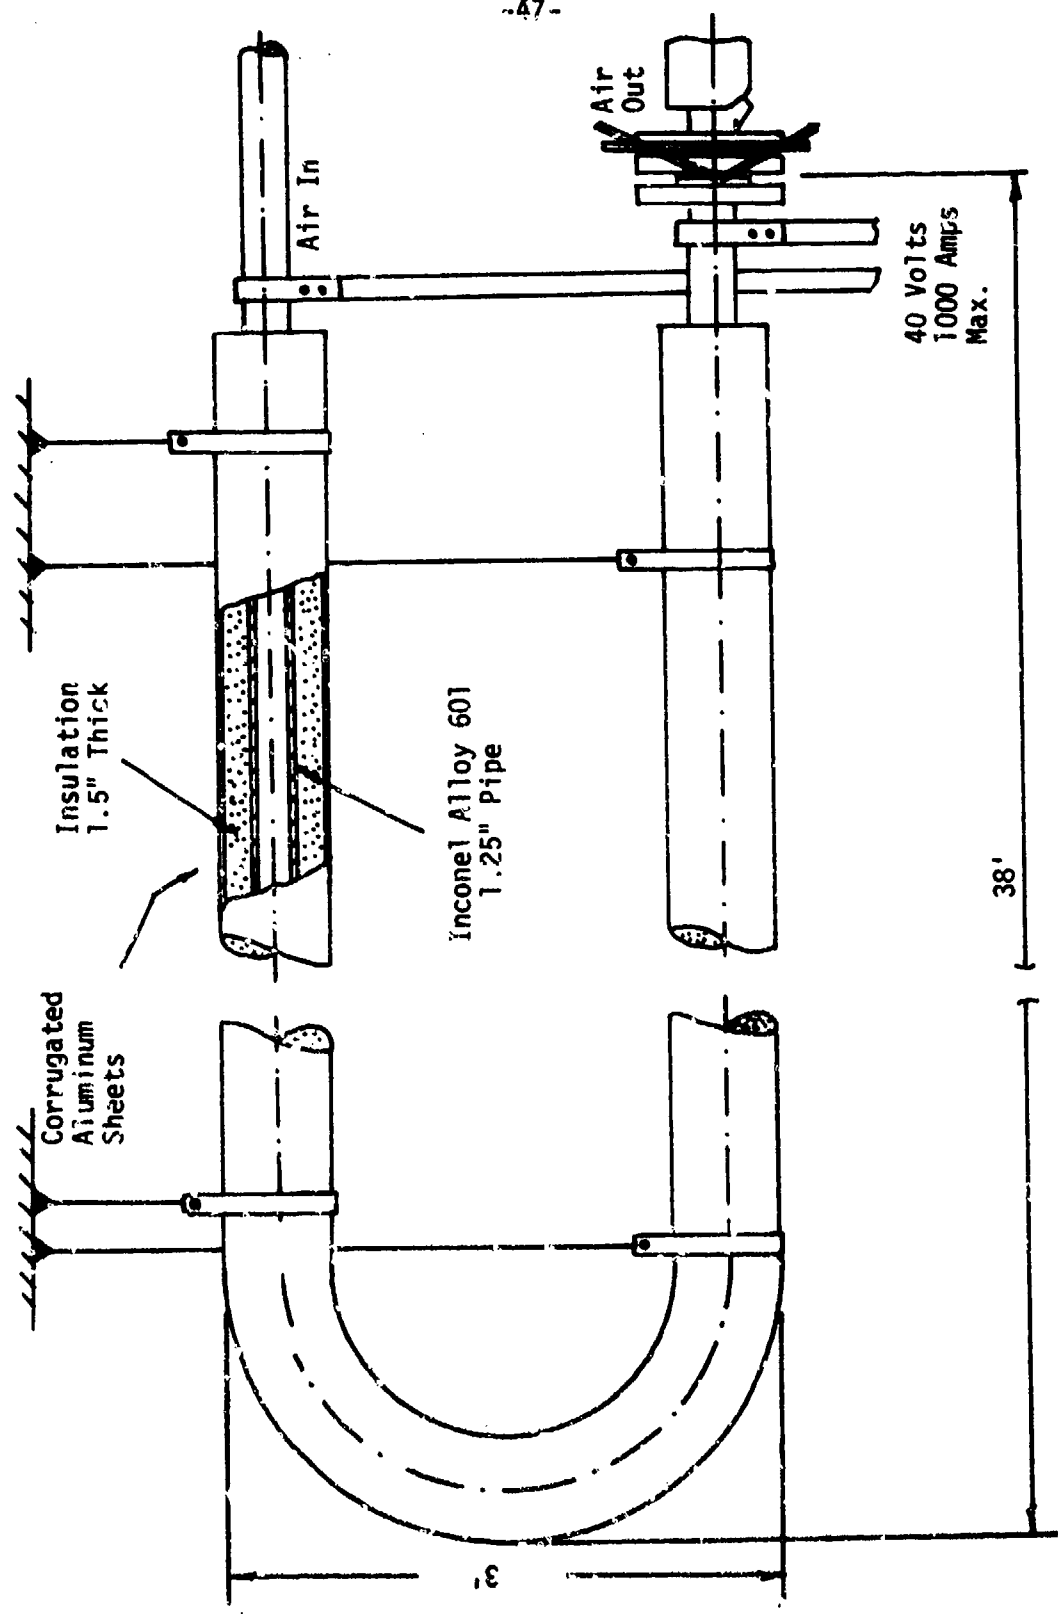 -47-
Air In
Air
Out
40 Volts
1000 Amps
Max.
Insulation
1.5" Thick
Inconel Alloy 601
1.25" Pipe
Corrugated
Aluminum
Sheets
38'
3'